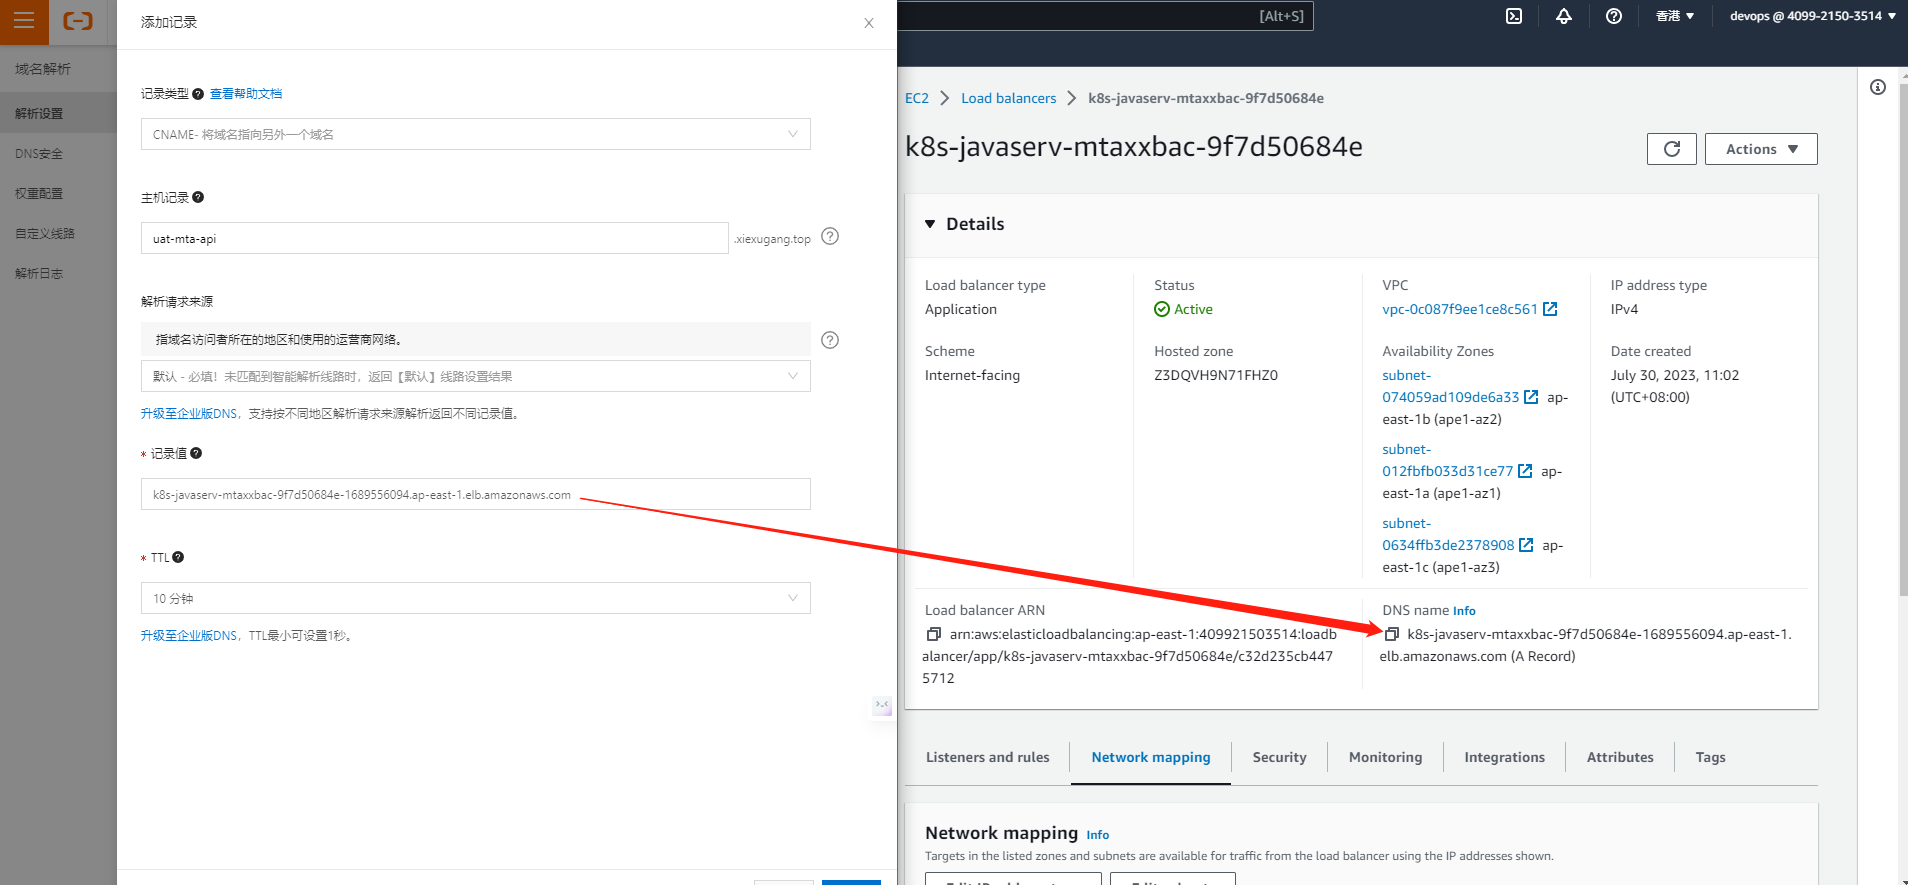 添加记录
域名解析
解析设置
DNS安全
权重配置
自定义线路
解析日志
记录类型 查看帮助文档
CNAME- 将域名指向另外一个域名
主机记录
uat-mta-api .xiexugang.top
解析请求来源
指域名访问者所在的地区和使用的运营商网络。
默认 - 必填！未匹配到智能解析线路时，返回【默认】线路设置结果
升级至企业版DNS，支持按不同地区解析请求来源解析返回不同记录值。
* 记录值
k8s-javaserv-mtaxxbac-9f7d50684e-1689556094.ap-east-1.elb.amazonaws.com
* TTL
10 分钟
升级至企业版DNS，TTL最小可设置1秒。
[Alt+S]
香港
devops @ 4099-2150-3514
EC2 > Load balancers > k8s-javaserv-mtaxxbac-9f7d50684e
k8s-javaserv-mtaxxbac-9f7d50684e
Actions
Details
Load balancer type
Application
Status
Active
VPC
vpc-0c087f9ee1ce8c561
IP address type
IPv4
Scheme
Internet-facing
Hosted zone
Z3DQVH9N71FHZ0
Availability Zones
subnet-
074059ad109de6a33 ap-
east-1b (ape1-az2)
subnet-
012fbfb033d31ce77 ap-
east-1a (ape1-az1)
subnet-
0634ffb3de2378908 ap-
east-1c (ape1-az3)
Date created
July 30, 2023, 11:02
(UTC+08:00)
Load balancer ARN
arn:aws:elasticloadbalancing:ap-east-1:409921503514:loadb
alancer/app/k8s-javaserv-mtaxxbac-9f7d50684e/c32d235cb447
5712
DNS name Info
k8s-javaserv-mtaxxbac-9f7d50684e-1689556094.ap-east-1.
elb.amazonaws.com (A Record)
Listeners and rules
Network mapping
Security
Monitoring
Integrations
Attributes
Tags
Network mapping Info
Targets in the listed zones and subnets are available for traffic from the load balancer using the IP addresses shown.